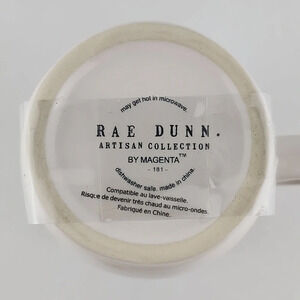 may get hot in microwave.
RAE DUNN.
ARTISAN COLLECTION
BY MAGENTA™
- 181 -
dishwasher safe. made in china.
Compatible au lave-vaisselle.
Risque de devenir très chaud au micro-ondes.
Fabriqué en Chine.